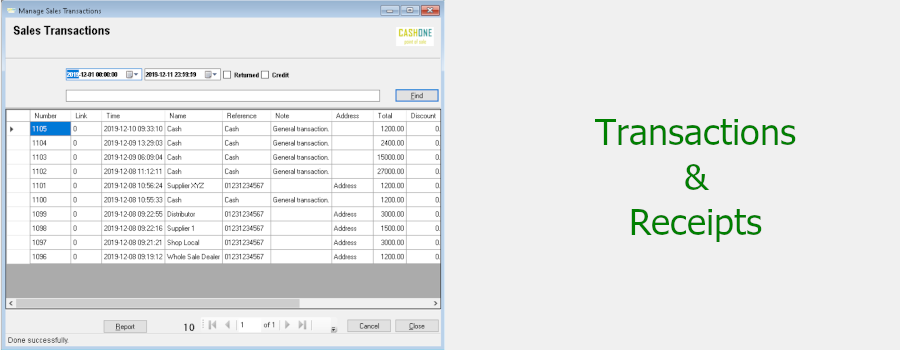 Manage Sales Transactions
Sales Transactions
CASHONE
point of sale
2019-12-01 00:00:00 2019-12-11 23:59:59 Returned Credit
Find
Number Link Time Name Reference Note Address Total Discount
1105 0 2019-12-10 09:33:10 Cash Cash General transaction. 1200.00 0.
1104 0 2019-12-09 13:29:03 Cash Cash General transaction. 2400.00 0.
1103 0 2019-12-09 06:09:04 Cash Cash General transaction. 15000.00 0.
1102 0 2019-12-08 11:12:11 Cash Cash General transaction. 27000.00 0.
1101 0 2019-12-08 10:56:24 Supplier XYZ 01231234567 Address 1200.00 0.
1100 0 2019-12-08 10:55:33 Cash Cash General transaction. 1200.00 0.
1099 0 2019-12-08 09:22:55 Distributor 01231234567 Address 3000.00 0.
1098 0 2019-12-08 09:22:16 Supplier 1 01231234567 Address 1500.00 0.
1097 0 2019-12-08 09:21:21 Shop Local 01231234567 Address 3000.00 0.
1096 0 2019-12-08 09:19:12 Whole Sale Dealer 01231234567 Address 1200.00 0.
Report 10 1 of 1 Cancel Close
Done successfully.
Transactions
&
Receipts